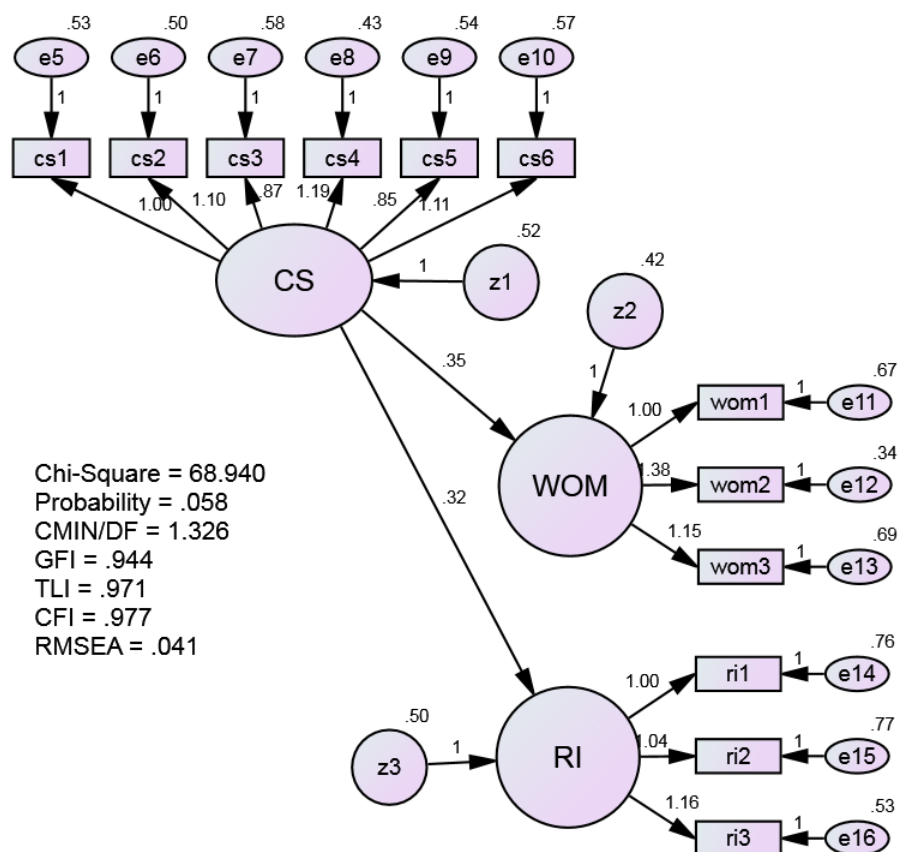 .53 .50 .58 .43 .54 .57
e5 e6 e7 e8 e9 e10
1 1 1 1 1 1
cs1 cs2 cs3 cs4 cs5 cs6
1.00 1.10 .87 1.19 .85 1.11
.52
CS 1 z1
.42
z2
.35
1
.67
1.00 wom1 1 e11
.34
WOM 1.38 wom2 1 e12
.69
1.15 wom3 1 e13
.32
Chi-Square = 68.940
Probability = .058
CMIN/DF = 1.326
GFI = .944
TLI = .971
CFI = .977
RMSEA = .041
.76
1.00 ri1 1 e14
.50
.77
z3 1 RI 1.04 ri2 1 e15
.53
1.16 ri3 1 e16